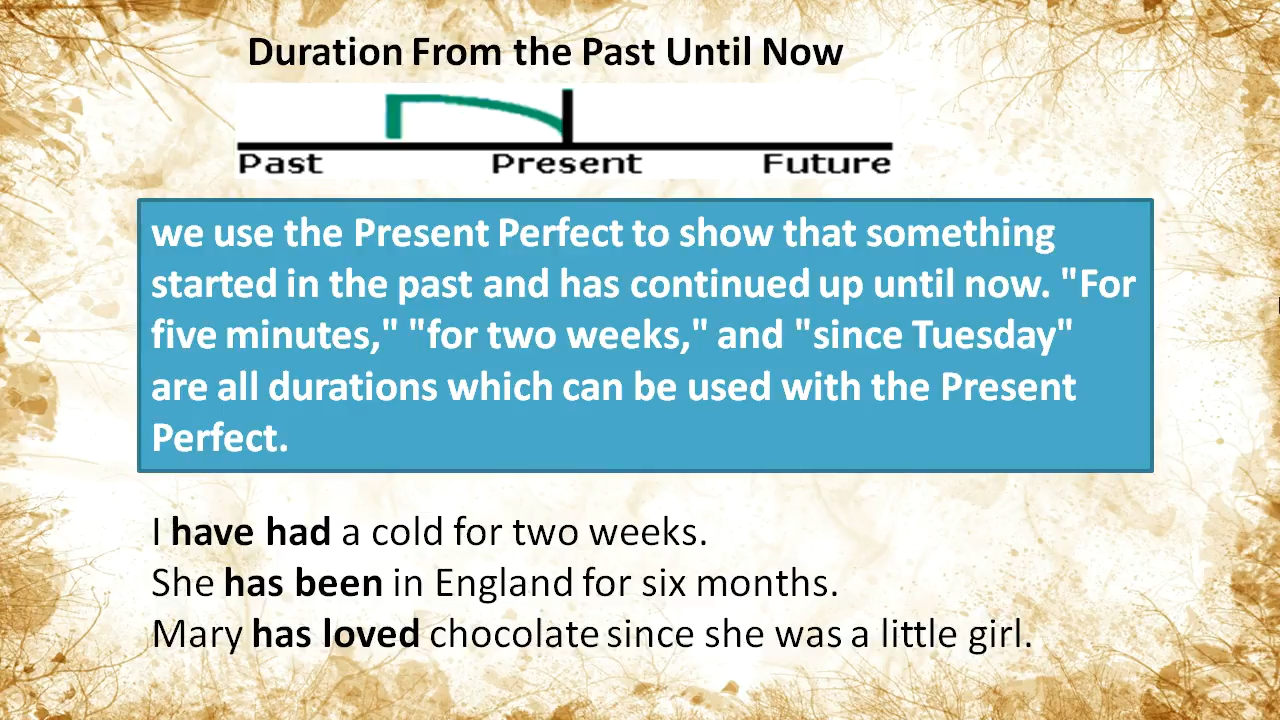 Duration From the Past Until Now
Past Present Future
we use the Present Perfect to show that something
started in the past and has continued up until now. "For
five minutes," "for two weeks," and "since Tuesday"
are all durations which can be used with the Present
Perfect.
I have had a cold for two weeks.
She has been in England for six months.
Mary has loved chocolate since she was a little girl.